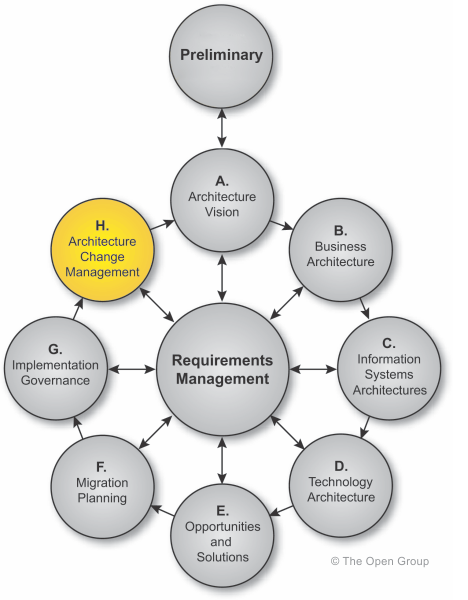 Preliminary
A.
Architecture
Vision
H.
Architecture
Change
Management
B.
Business
Architecture
G.
Implementation
Governance
Requirements
Management
C.
Information
Systems
Architectures
F.
Migration
Planning
D.
Technology
Architecture
E.
Opportunities
and
Solutions
© The Open Group